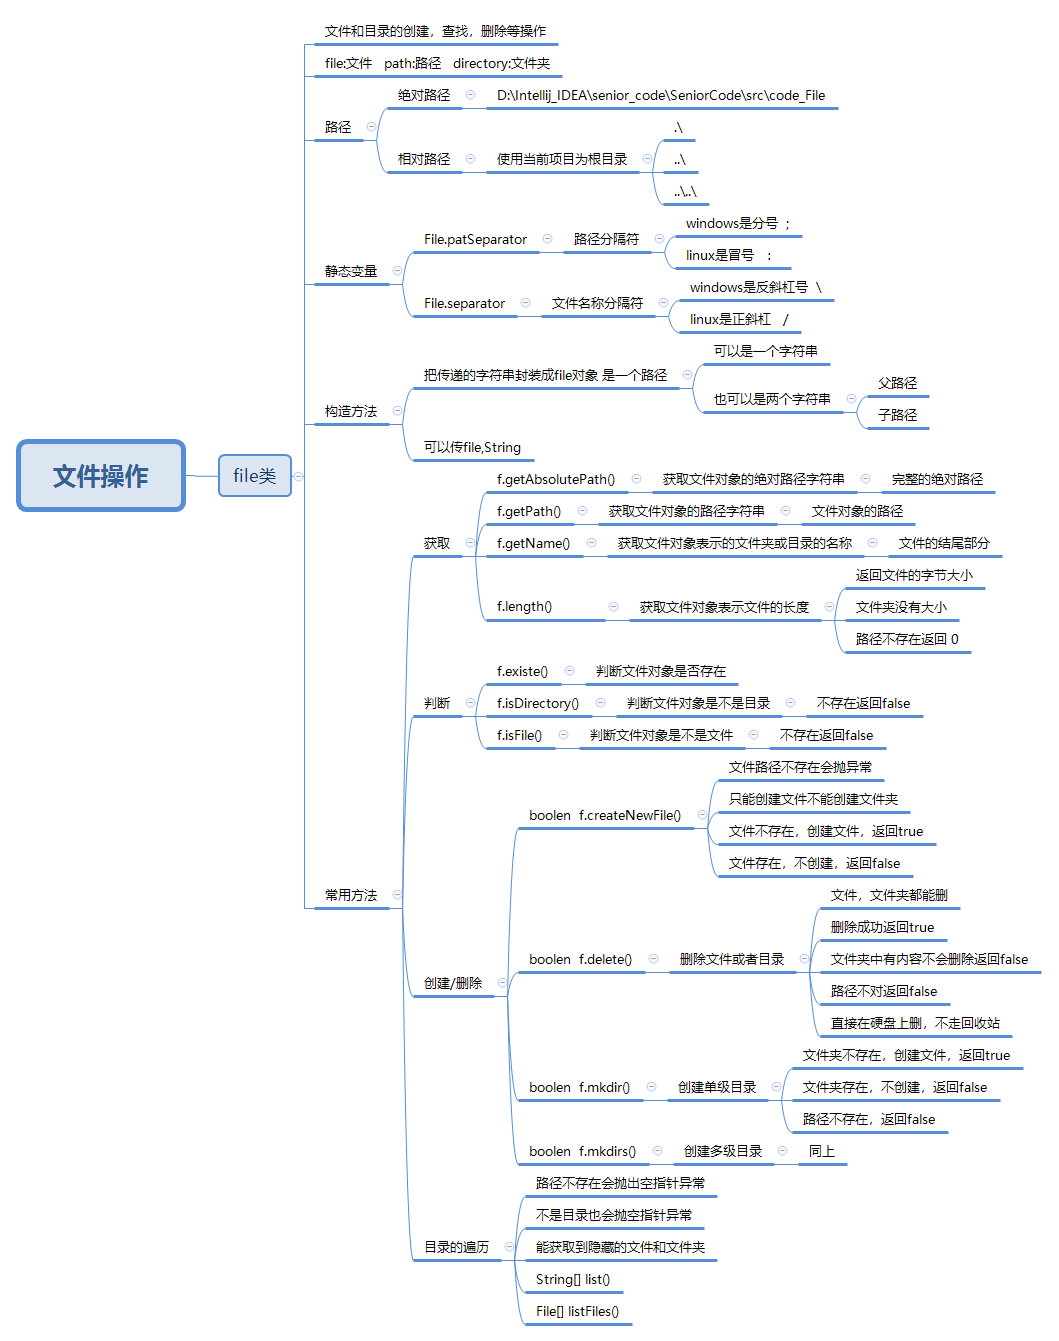 文件操作
file类
文件和目录的创建，查找，删除等操作
file:文件 path:路径 directory:文件夹
路径
绝对路径
D:\Intellij_IDEA\senior_code\SeniorCode\src\code_File
相对路径
使用当前项目为根目录
.\
..\
..\..\
静态变量
File.patSeparator
路径分隔符
windows是分号 ;
linux是冒号 :
File.separator
文件名称分隔符
windows是反斜杠号 \
linux是正斜杠 /
构造方法
把传递的字符串封装成file对象 是一个路径
可以是一个字符串
也可以是两个字符串
父路径
子路径
可以传file,String
常用方法
获取
f.getAbsolutePath()
获取文件对象的绝对路径字符串
完整的绝对路径
f.getPath()
获取文件对象的路径字符串
文件对象的路径
f.getName()
获取文件对象表示的文件夹或目录的名称
文件的结尾部分
f.length()
获取文件对象表示文件的长度
返回文件的字节大小
文件夹没有大小
路径不存在返回 0
判断
f.existe()
判断文件对象是否存在
f.isDirectory()
判断文件对象是不是目录
不存在返回false
f.isFile()
判断文件对象是不是文件
不存在返回false
创建/删除
boolen f.createNewFile()
文件路径不存在会抛异常
只能创建文件不能创建文件夹
文件不存在，创建文件，返回true
文件存在，不创建，返回false
boolen f.delete()
删除文件或者目录
文件，文件夹都能删
删除成功返回true
文件夹中有内容不会删除返回false
路径不对返回false
直接在硬盘上删，不走回收站
boolen f.mkdir()
创建单级目录
文件夹不存在，创建文件，返回true
文件夹存在，不创建，返回false
路径不存在，返回false
boolen f.mkdirs()
创建多级目录
同上
目录的遍历
路径不存在会抛出空指针异常
不是目录也会抛空指针异常
能获取到隐藏的文件和文件夹
String[] list()
File[] listFiles()